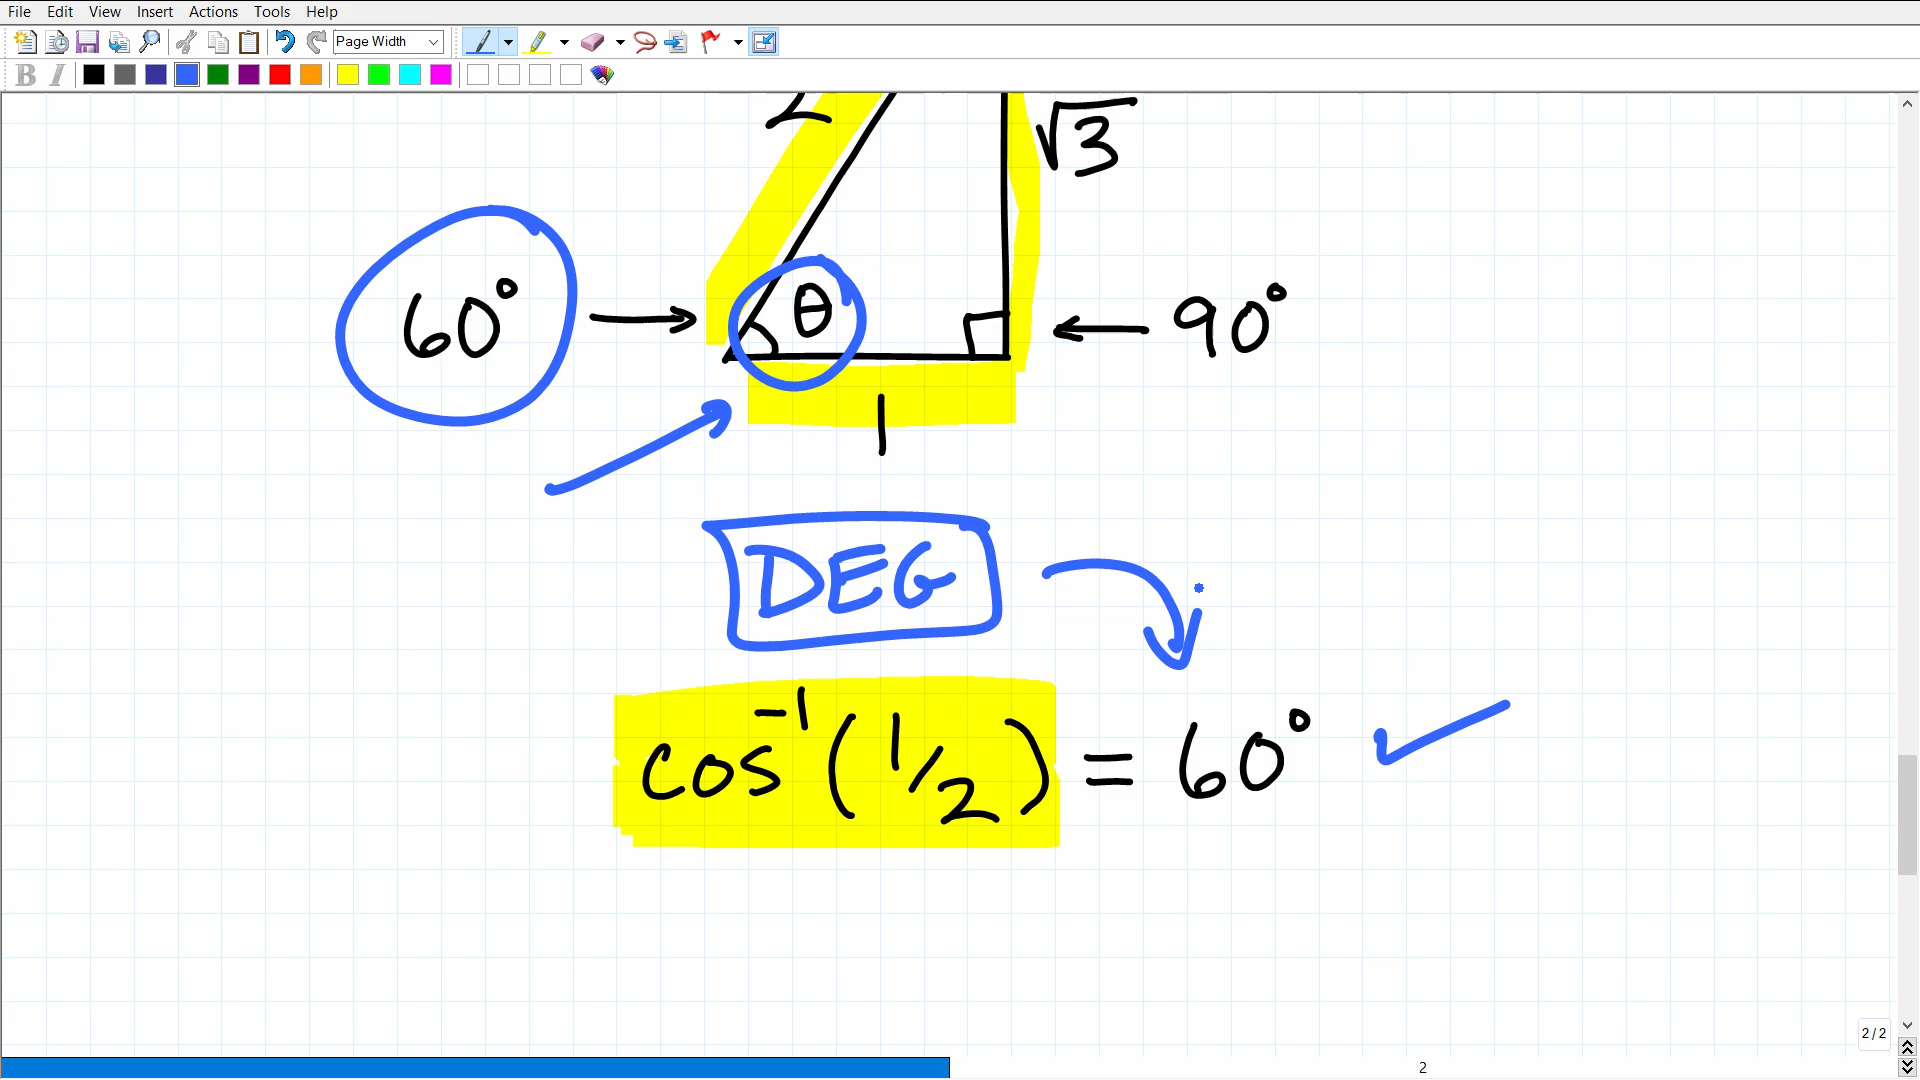 File Edit View Insert Actions Tools Help
Page Width
B I
2
√3
60° → θ ← 90°
1
DEG
cos⁻¹(1/2) = 60°
2 / 2
2